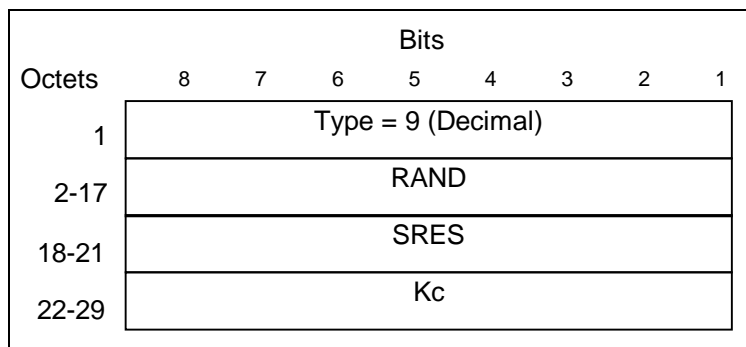 Bits
Octets 8 7 6 5 4 3 2 1
1 Type = 9 (Decimal)
2-17 RAND
18-21 SRES
22-29 Kc